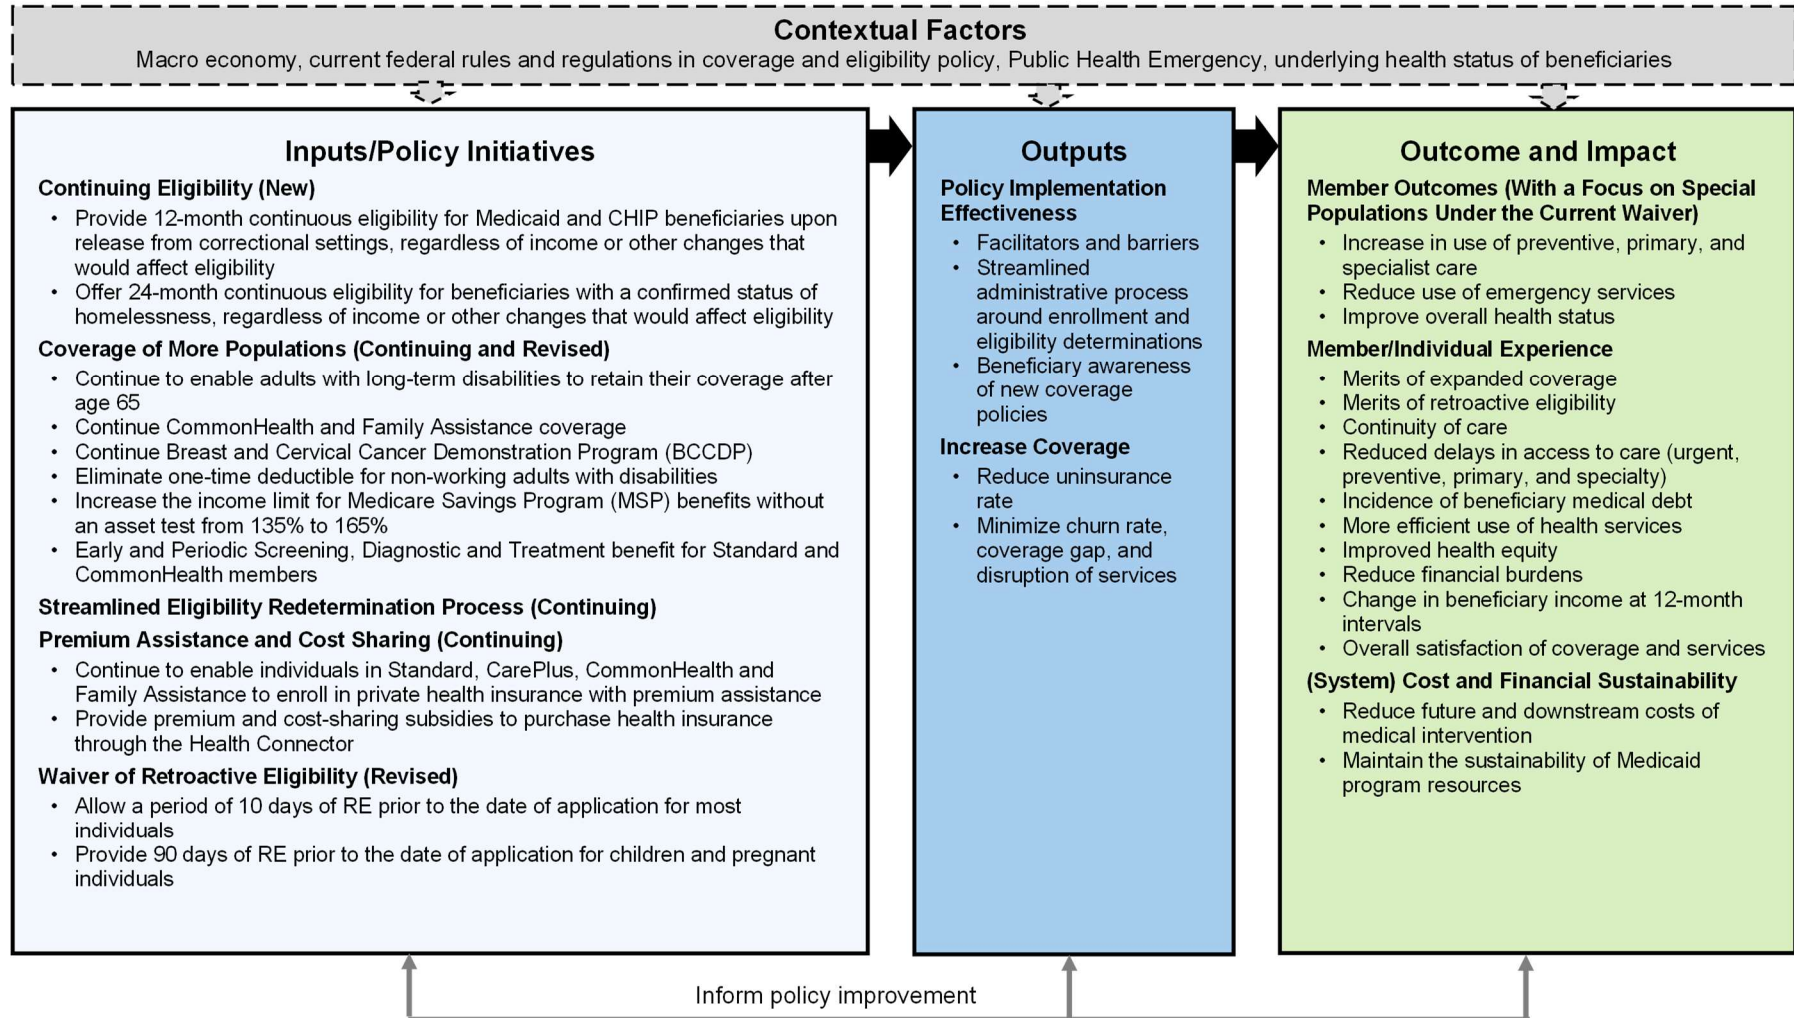 Contextual Factors
Macro economy, current federal rules and regulations in coverage and eligibility policy, Public Health Emergency, underlying health status of beneficiaries
Inputs/Policy Initiatives
Continuing Eligibility (New)
• Provide 12-month continuous eligibility for Medicaid and CHIP beneficiaries upon
release from correctional settings, regardless of income or other changes that
would affect eligibility
• Offer 24-month continuous eligibility for beneficiaries with a confirmed status of
homelessness, regardless of income or other changes that would affect eligibility
Coverage of More Populations (Continuing and Revised)
• Continue to enable adults with long-term disabilities to retain their coverage after
age 65
• Continue CommonHealth and Family Assistance coverage
• Continue Breast and Cervical Cancer Demonstration Program (BCCDP)
• Eliminate one-time deductible for non-working adults with disabilities
• Increase the income limit for Medicare Savings Program (MSP) benefits without
an asset test from 135% to 165%
• Early and Periodic Screening, Diagnostic and Treatment benefit for Standard and
CommonHealth members
Streamlined Eligibility Redetermination Process (Continuing)
Premium Assistance and Cost Sharing (Continuing)
• Continue to enable individuals in Standard, CarePlus, CommonHealth and
Family Assistance to enroll in private health insurance with premium assistance
• Provide premium and cost-sharing subsidies to purchase health insurance
through the Health Connector
Waiver of Retroactive Eligibility (Revised)
• Allow a period of 10 days of RE prior to the date of application for most
individuals
• Provide 90 days of RE prior to the date of application for children and pregnant
individuals
Outputs
Policy Implementation
Effectiveness
• Facilitators and barriers
• Streamlined
administrative process
around enrollment and
eligibility determinations
• Beneficiary awareness
of new coverage
policies
Increase Coverage
• Reduce uninsurance
rate
• Minimize churn rate,
coverage gap, and
disruption of services
Outcome and Impact
Member Outcomes (With a Focus on Special
Populations Under the Current Waiver)
• Increase in use of preventive, primary, and
specialist care
• Reduce use of emergency services
• Improve overall health status
Member/Individual Experience
• Merits of expanded coverage
• Merits of retroactive eligibility
• Continuity of care
• Reduced delays in access to care (urgent,
preventive, primary, and specialty)
• Incidence of beneficiary medical debt
• More efficient use of health services
• Improved health equity
• Reduce financial burdens
• Change in beneficiary income at 12-month
intervals
• Overall satisfaction of coverage and services
(System) Cost and Financial Sustainability
• Reduce future and downstream costs of
medical intervention
• Maintain the sustainability of Medicaid
program resources
Inform policy improvement